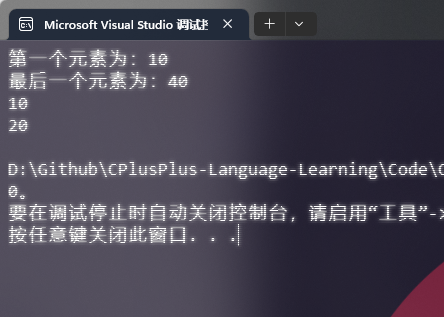 Microsoft Visual Studio 调试
第一个元素为: 10
最后一个元素为: 40
10
20
D:\Github\CPlusPlus-Language-Learning\Code\
0。
要在调试停止时自动关闭控制台，请启用“工具”->
按任意键关闭此窗口. . .